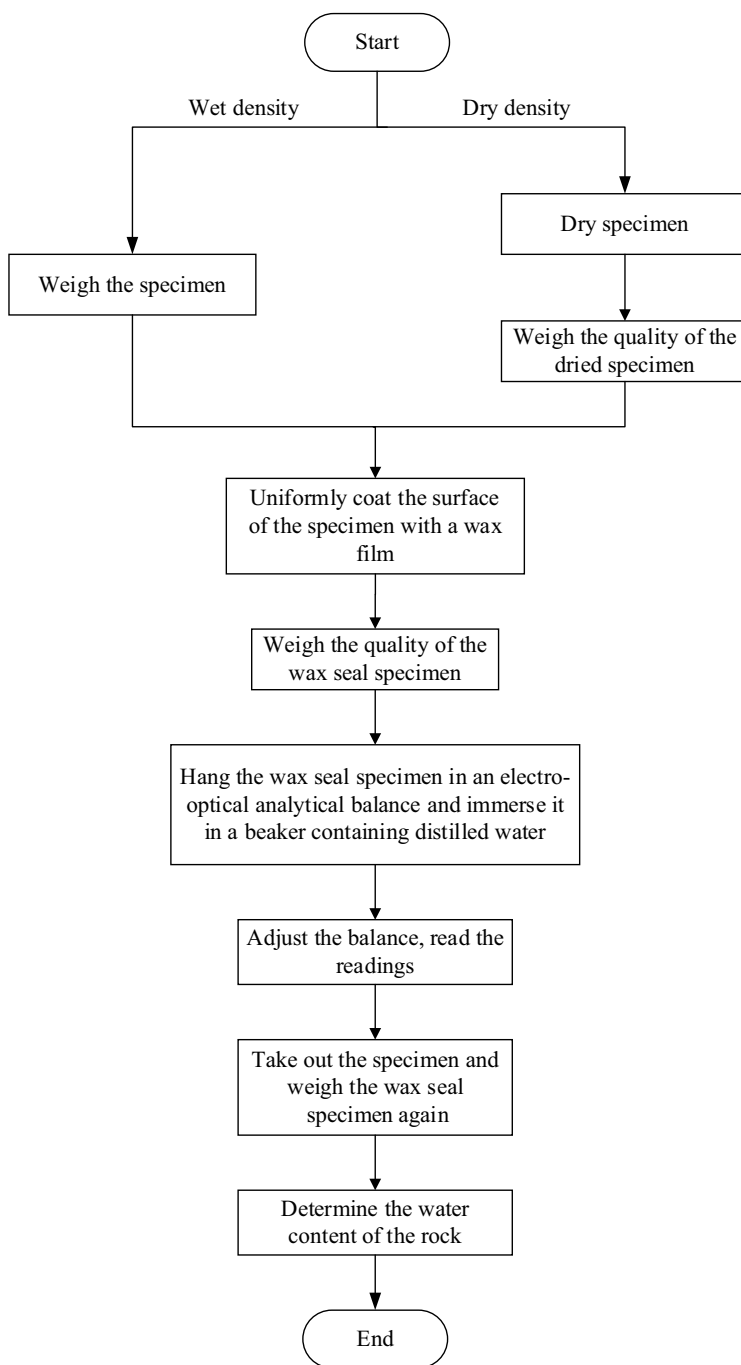 Start
Wet density
Dry density
Dry specimen
Weigh the specimen
Weigh the quality of the
dried specimen
Uniformly coat the surface
of the specimen with a wax
film
Weigh the quality of the
wax seal specimen
Hang the wax seal specimen in an electro-
optical analytical balance and immerse it
in a beaker containing distilled water
Adjust the balance, read the
readings
Take out the specimen and
weigh the wax seal
specimen again
Determine the water
content of the rock
End